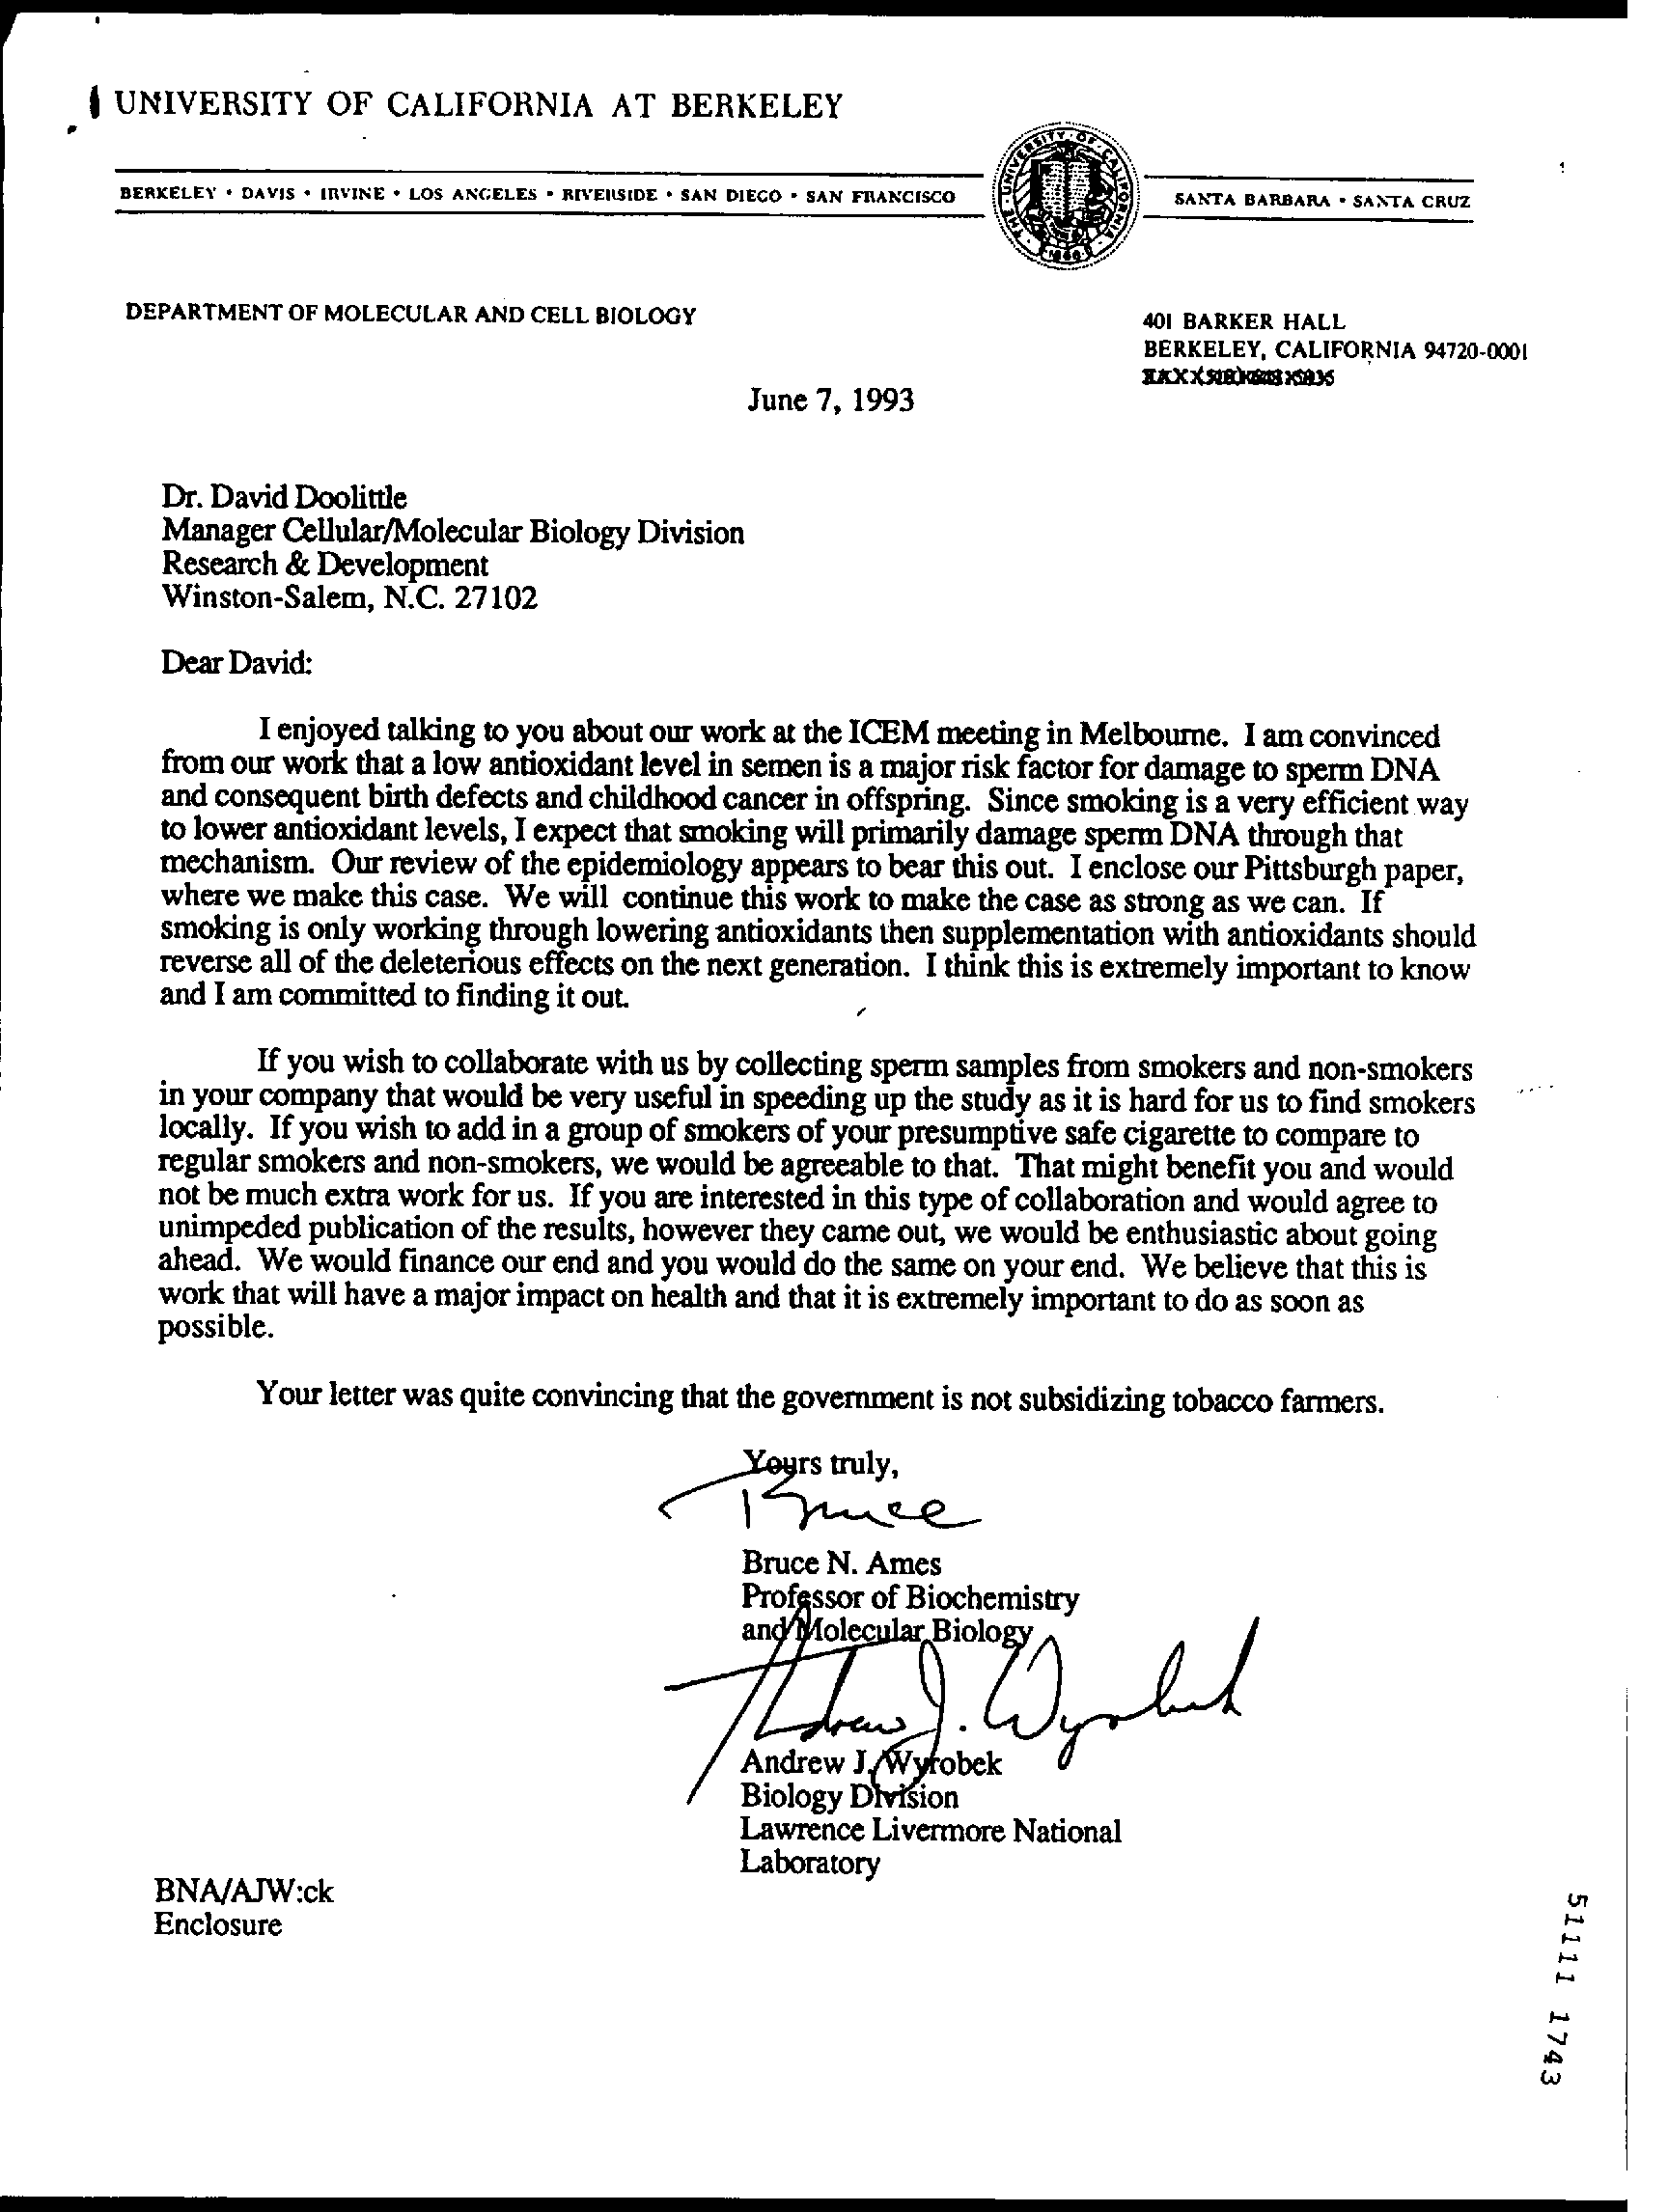 UNIVERSITY OF CALIFORNIA AT BERKELEY
BERKELEY • DAVIS • IRVINE • LOS ANGELES • RIVERSIDE • SAN DIEGO • SAN FRANCISCO
THE UNIVERSITY OF CALIFORNIA 1868
SANTA BARBARA • SANTA CRUZ
DEPARTMENT OF MOLECULAR AND CELL BIOLOGY
401 BARKER HALL
BERKELEY, CALIFORNIA 94720-0001
June 7, 1993
Dr. David Doolittle
Manager Cellular/Molecular Biology Division
Research & Development
Winston-Salem, N.C. 27102
Dear David:
I enjoyed talking to you about our work at the ICEM meeting in Melbourne. I am convinced
from our work that a low antioxidant level in semen is a major risk factor for damage to sperm DNA
and consequent birth defects and childhood cancer in offspring. Since smoking is a very efficient way
to lower antioxidant levels, I expect that smoking will primarily damage sperm DNA through that
mechanism. Our review of the epidemiology appears to bear this out. I enclose our Pittsburgh paper,
where we make this case. We will continue this work to make the case as strong as we can. If
smoking is only working through lowering antioxidants then supplementation with antioxidants should
reverse all of the deleterious effects on the next generation. I think this is extremely important to know
and I am committed to finding it out.
If you wish to collaborate with us by collecting sperm samples from smokers and non-smokers
in your company that would be very useful in speeding up the study as it is hard for us to find smokers
locally. If you wish to add in a group of smokers of your presumptive safe cigarette to compare to
regular smokers and non-smokers, we would be agreeable to that. That might benefit you and would
not be much extra work for us. If you are interested in this type of collaboration and would agree to
unimpeded publication of the results, however they came out, we would be enthusiastic about going
ahead. We would finance our end and you would do the same on your end. We believe that this is
work that will have a major impact on health and that it is extremely important to do as soon as
possible.
Your letter was quite convincing that the government is not subsidizing tobacco farmers.
Yours truly,
Bruce
Bruce N. Ames
Professor of Biochemistry
and Molecular Biology
Andrew J. Wyrobek
Andrew J. Wyrobek
Biology Division
Lawrence Livermore National
Laboratory
BNA/AJW:ck
Enclosure
51111 1743